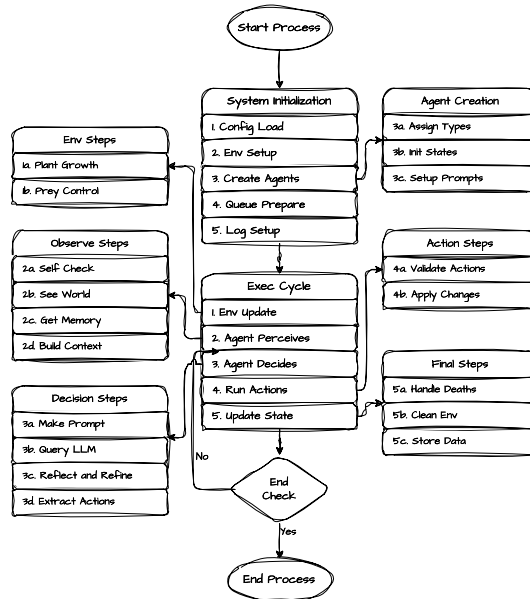 Start Process
System Initialization
1. Config Load
2. Env Setup
3. Create Agents
4. Queue Prepare
5. Log Setup
Agent Creation
3a. Assign Types
3b. Init States
3c. Setup Prompts
Env Steps
1a. Plant Growth
1b. Prey Control
Observe Steps
2a. Self Check
2b. See World
2c. Get Memory
2d. Build Context
Exec Cycle
1. Env Update
2. Agent Perceives
3. Agent Decides
4. Run Actions
5. Update State
Action Steps
4a. Validate Actions
4b. Apply Changes
Decision Steps
3a. Make Prompt
3b. Query LLM
3c. Reflect and Refine
3d. Extract Actions
Final Steps
5a. Handle Deaths
5b. Clean Env
5c. Store Data
No
End
Check
Yes
End Process